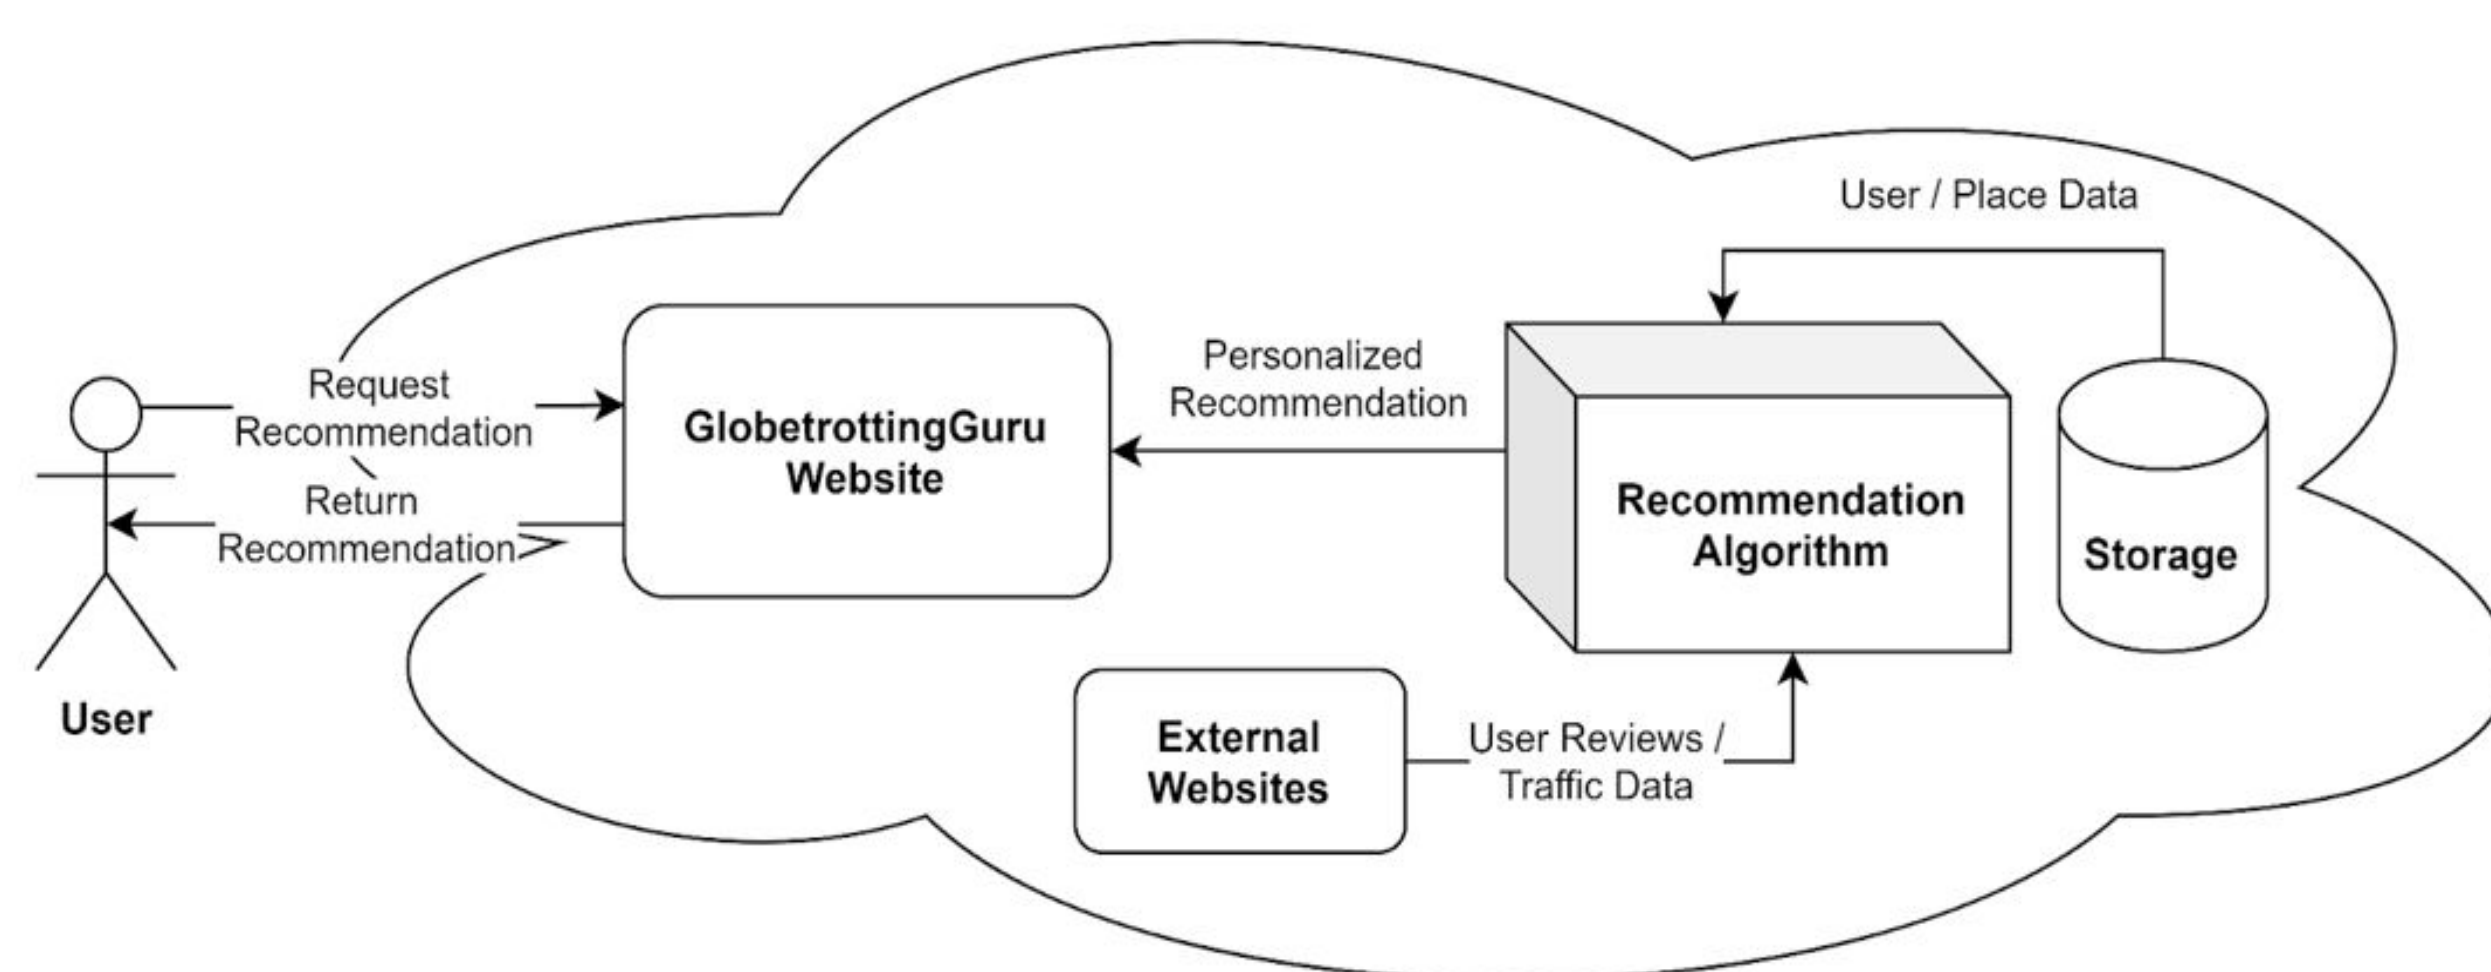 User / Place Data
Request
Recommendation
Return
Recommendation
User
GlobetrottingGuru
Website
Personalized
Recommendation
Recommendation
Algorithm
Storage
External
Websites
User Reviews /
Traffic Data